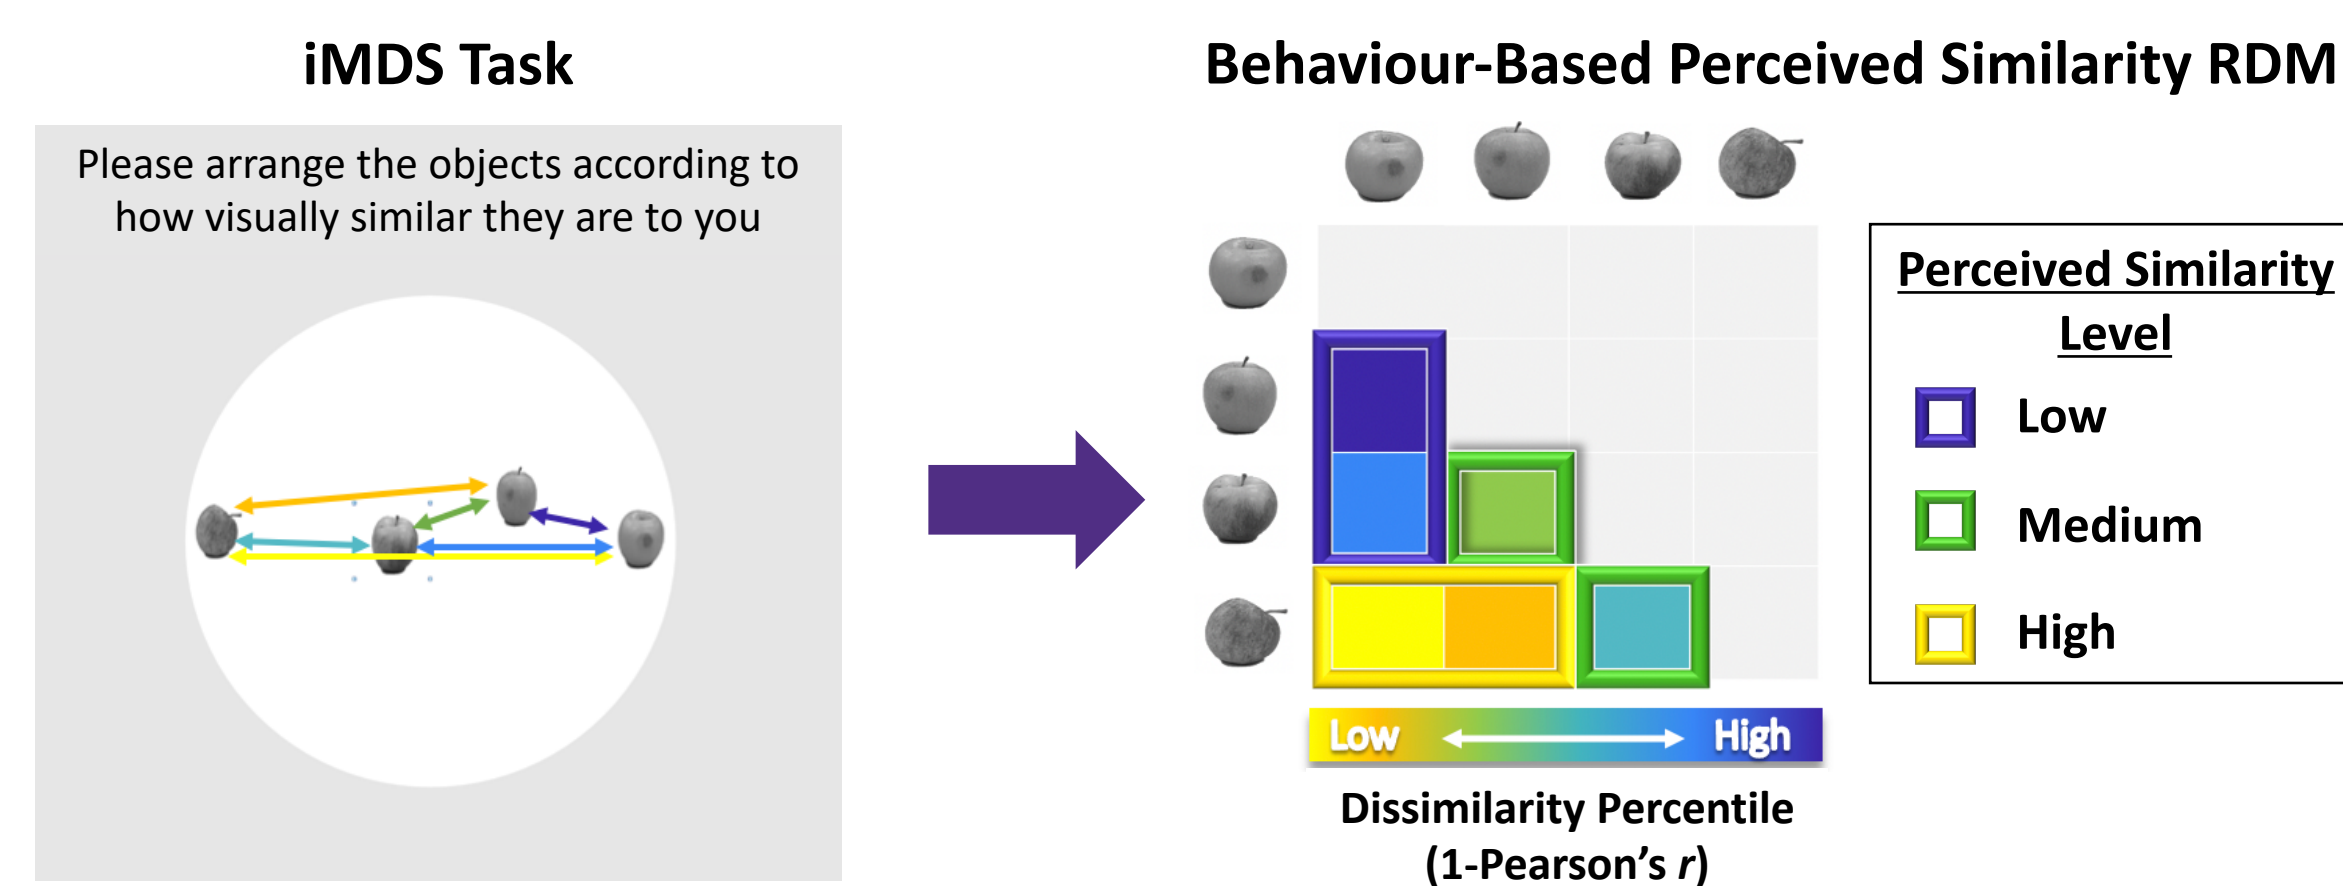 iMDS Task
Please arrange the objects according to
how visually similar they are to you
Behaviour-Based Perceived Similarity RDM
Low
High
Dissimilarity Percentile
(1-Pearson's r)
Perceived Similarity
Level
Low
Medium
High